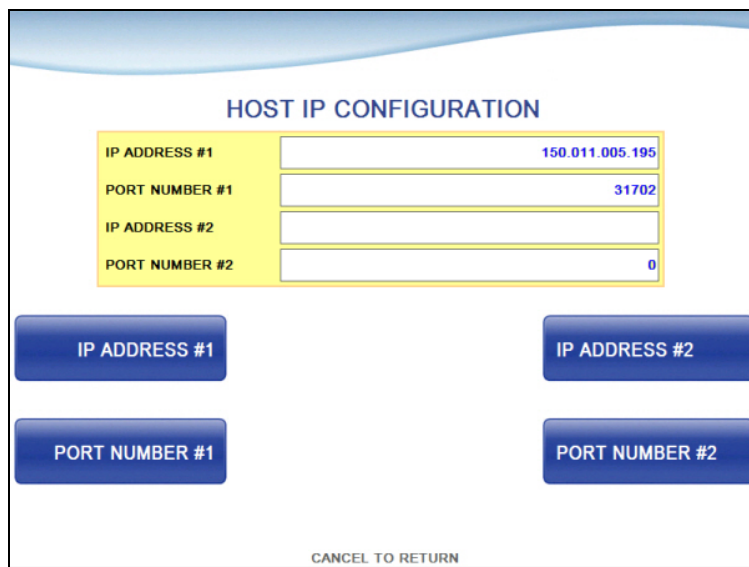 HOST IP CONFIGURATION
IP ADDRESS #1 150.011.005.195
PORT NUMBER #1 31702
IP ADDRESS #2
PORT NUMBER #2 0
IP ADDRESS #1 IP ADDRESS #2
PORT NUMBER #1 PORT NUMBER #2
CANCEL TO RETURN